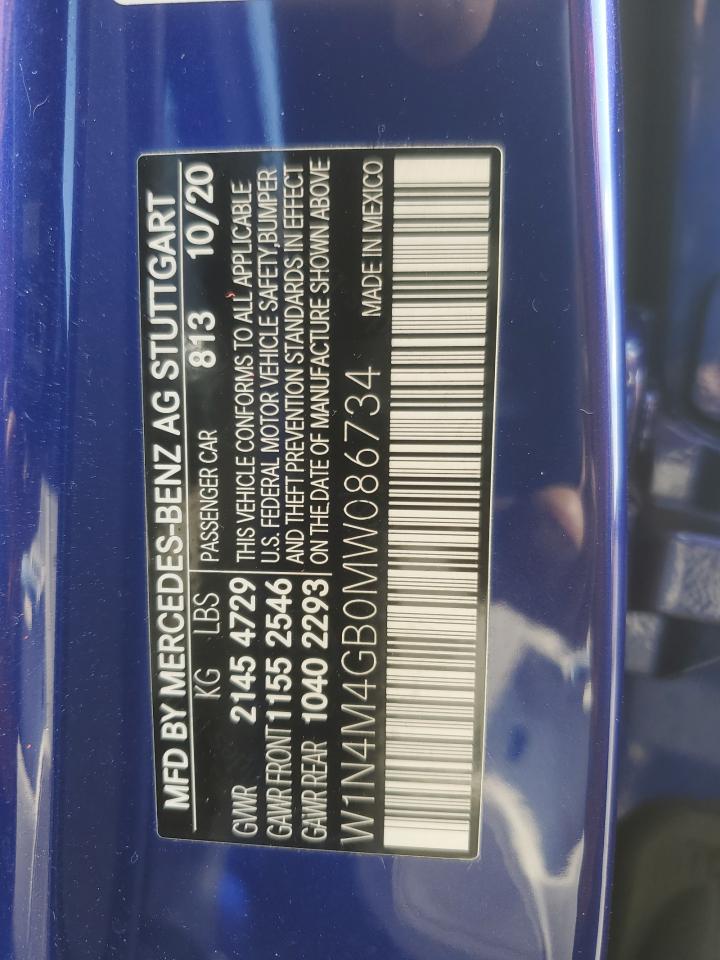 MFD BY MERCEDES-BENZ AG STUTTGART
KG LBS PASSENGER CAR 813 10/20
GVWR 2145 4729 THIS VEHICLE CONFORMS TO ALL APPLICABLE
GAWR FRONT 1155 2546 U.S. FEDERAL MOTOR VEHICLE SAFETY, BUMPER
GAWR REAR 1040 2293 AND THEFT PREVENTION STANDARDS IN EFFECT
ON THE DATE OF MANUFACTURE SHOWN ABOVE
W1N4M4GB0MW086734 MADE IN MEXICO